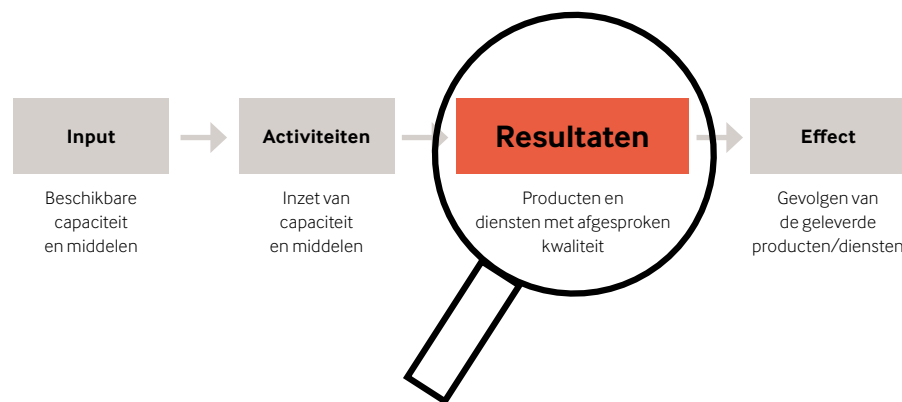 Input
Activiteiten
Resultaten
Effect
Beschikbare
capaciteit
en middelen
Inzet van
capaciteit
en middelen
Producten en
diensten met afgesproken
kwaliteit
Gevolgen van
de geleverde
producten/diensten